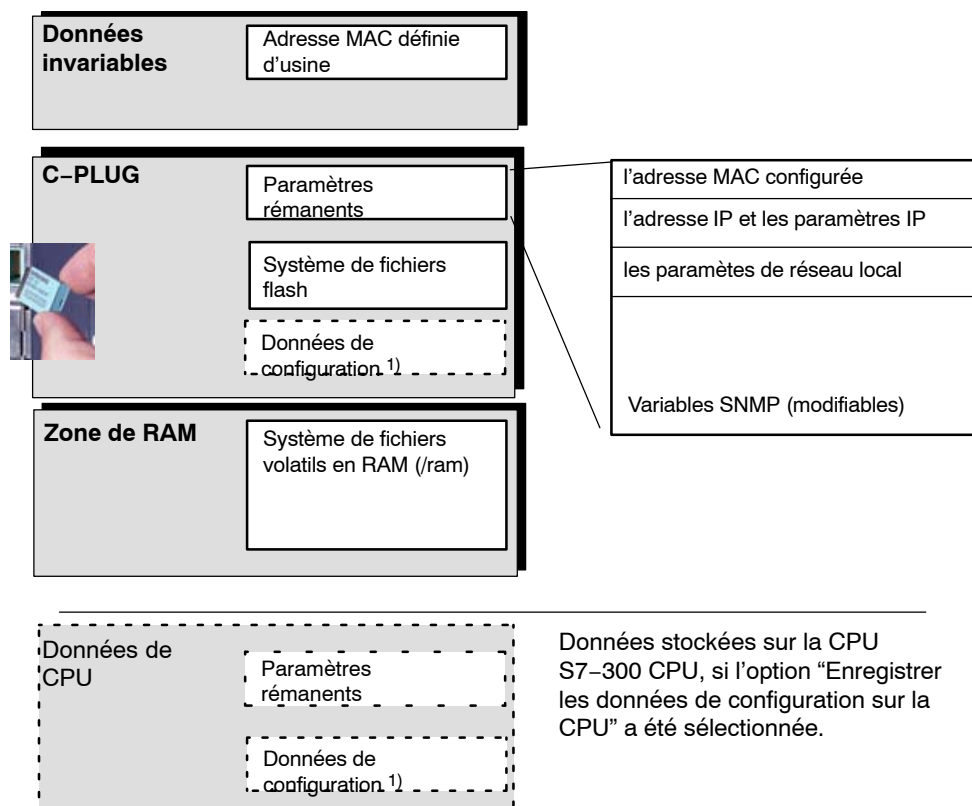 Données
invariables
Adresse MAC définie
d'usine
C–PLUG
Paramètres
rémanents
Système de fichiers
flash
Données de
configuration 1)
l'adresse MAC configurée
l'adresse IP et les paramètres IP
les paramètes de réseau local
Variables SNMP (modifiables)
Zone de RAM
Système de fichiers
volatils en RAM (/ram)
Données de
CPU
Paramètres
rémanents
Données de
configuration 1)
Données stockées sur la CPU
S7–300 CPU, si l'option “Enregistrer
les données de configuration sur la
CPU” a été sélectionnée.